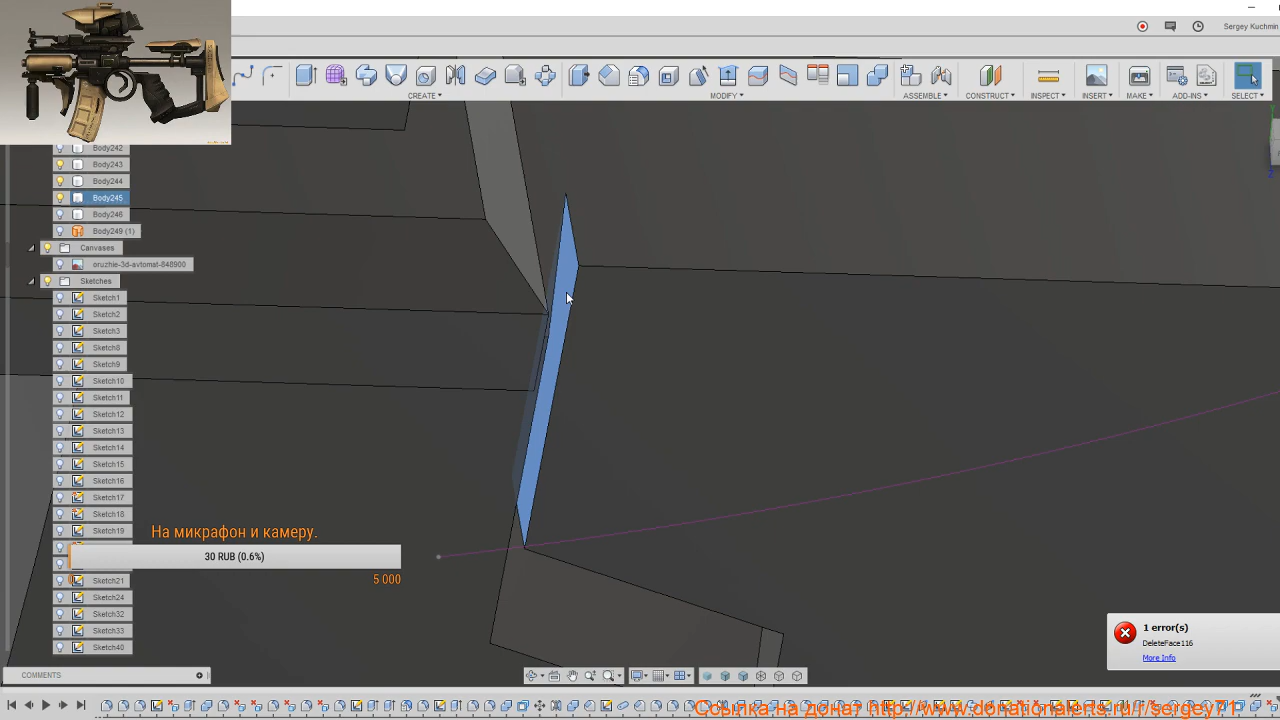 Sergey Kuchmin
CREATE
MODIFY
ASSEMBLE
CONSTRUCT
INSPECT
INSERT
MAKE
ADD-INS
SELECT
Body242
Body243
Body244
Body245
Body246
Body249 (1)
Canvases
oruzhie-3d-avtomat-848900
Sketches
Sketch1
Sketch2
Sketch3
Sketch8
Sketch9
Sketch10
Sketch11
Sketch12
Sketch13
Sketch14
Sketch15
Sketch16
Sketch17
Sketch18
Sketch19
На микрафон и камеру.
30 RUB (0.6%)
0
5 000
Sketch21
Sketch24
Sketch32
Sketch33
Sketch40
1 error(s)
DeleteFace116
More Info
COMMENTS
Ссылка на донат http://www.donationalerts.ru/r/sergey71.